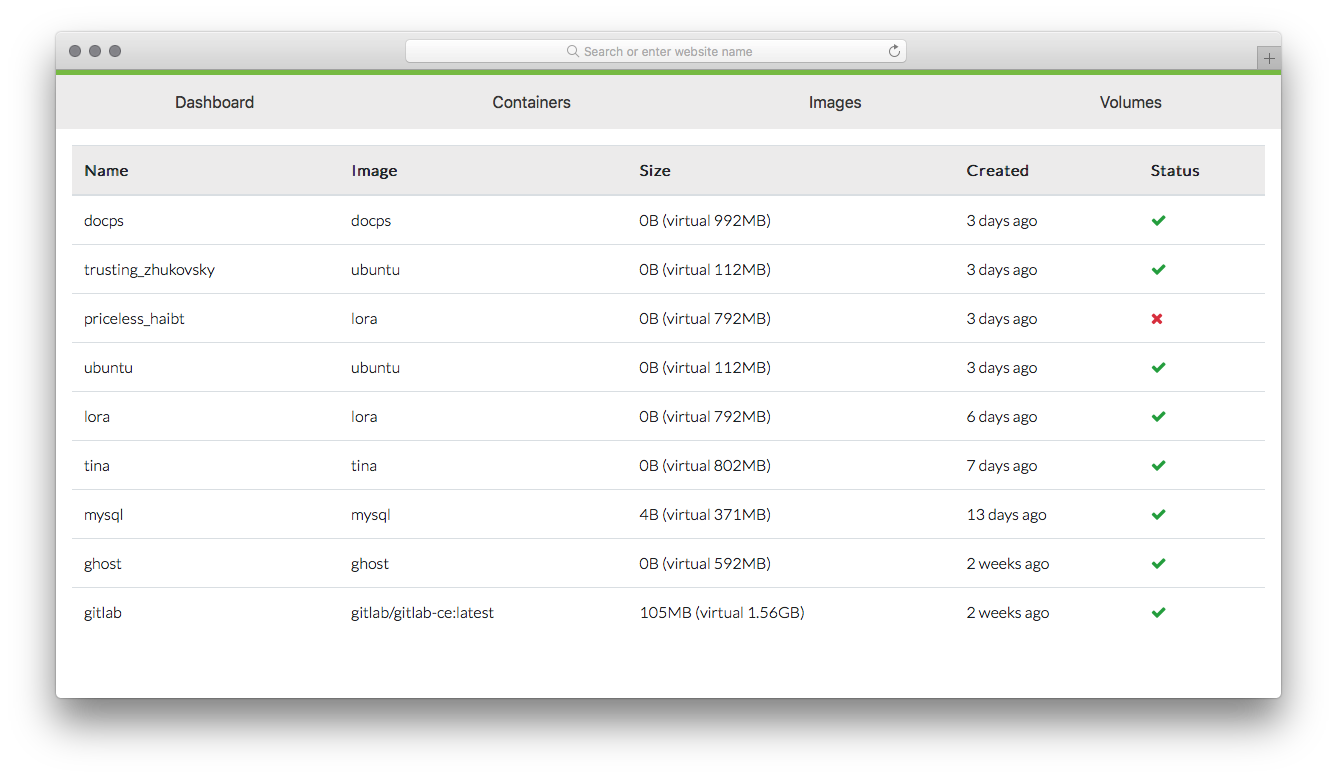 Search or enter website name
Dashboard Containers Images Volumes
Name Image Size Created Status
docps docps 0B (virtual 992MB) 3 days ago
trusting_zhukovsky ubuntu 0B (virtual 112MB) 3 days ago
priceless_haibt lora 0B (virtual 792MB) 3 days ago
ubuntu ubuntu 0B (virtual 112MB) 3 days ago
lora lora 0B (virtual 792MB) 6 days ago
tina tina 0B (virtual 802MB) 7 days ago
mysql mysql 4B (virtual 371MB) 13 days ago
ghost ghost 0B (virtual 592MB) 2 weeks ago
gitlab gitlab/gitlab-ce:latest 105MB (virtual 1.56GB) 2 weeks ago